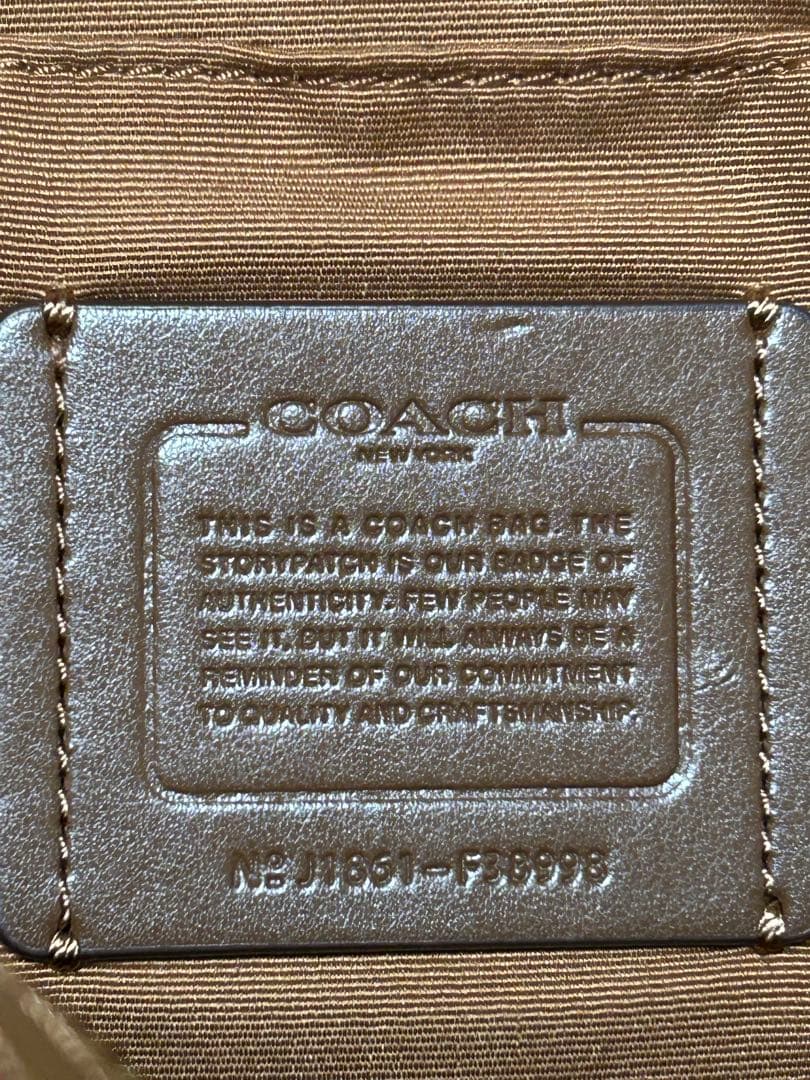 COACH
NEW YORK
THIS IS A COACH BAG. THE
STORYPATCH IS OUR BADGE OF
AUTHENTICITY. FEW PEOPLE MAY
SEE IT, BUT IT WILL ALWAYS BE A
REMINDER OF OUR COMMITMENT
TO QUALITY AND CRAFTSMANSHIP.